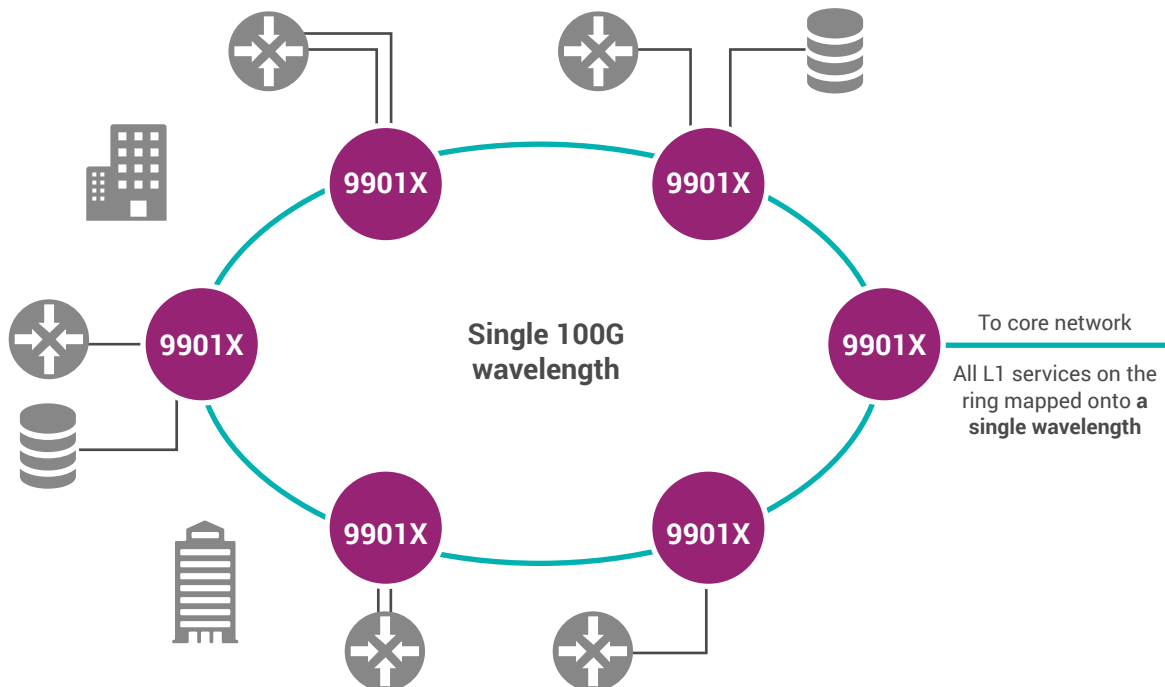 9901X
9901X
9901X
Single 100G
wavelength
9901X
To core network
All L1 services on the
ring mapped onto a
single wavelength
9901X
9901X